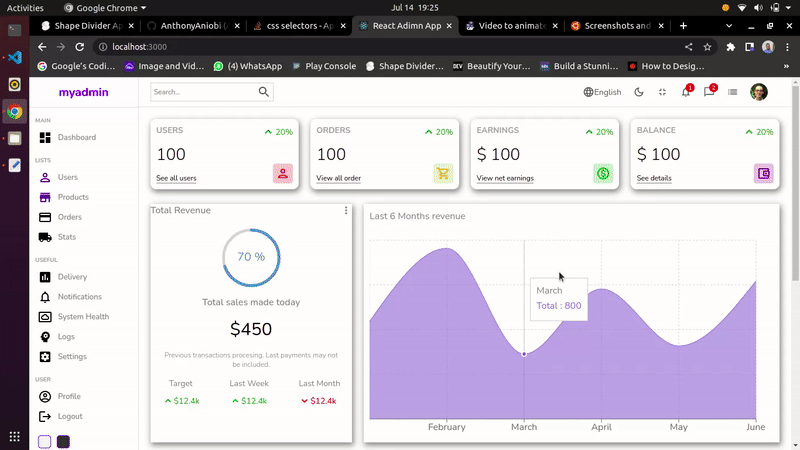 Activities
Google Chrome
Jul 14 19:25
Shape Divider Ap
AnthonyAniobi (A
css selectors - Ap
React Adimn App
Video to animate
Screenshots and
localhost:3000
Google's Codi…
Image and Vid…
(4) WhatsApp
Play Console
Shape Divider…
Beautify Your…
Build a Stunni…
How to Desig…
myadmin
Search...
English
1
2
MAIN
Dashboard
LISTS
Users
Products
Orders
Stats
USEFUL
Delivery
Notifications
System Health
Logs
Settings
USER
Profile
Logout
USERS
20%
100
See all users
ORDERS
20%
100
View all order
EARNINGS
20%
$ 100
View net earnings
BALANCE
20%
$ 100
See details
Total Revenue
70 %
Total sales made today
$450
Previous transactions procesing. Last payments may not
be included.
Target
Last Week
Last Month
$12.4k
$12.4k
$12.4k
Last 6 Months revenue
March
Total : 800
February
March
April
May
June